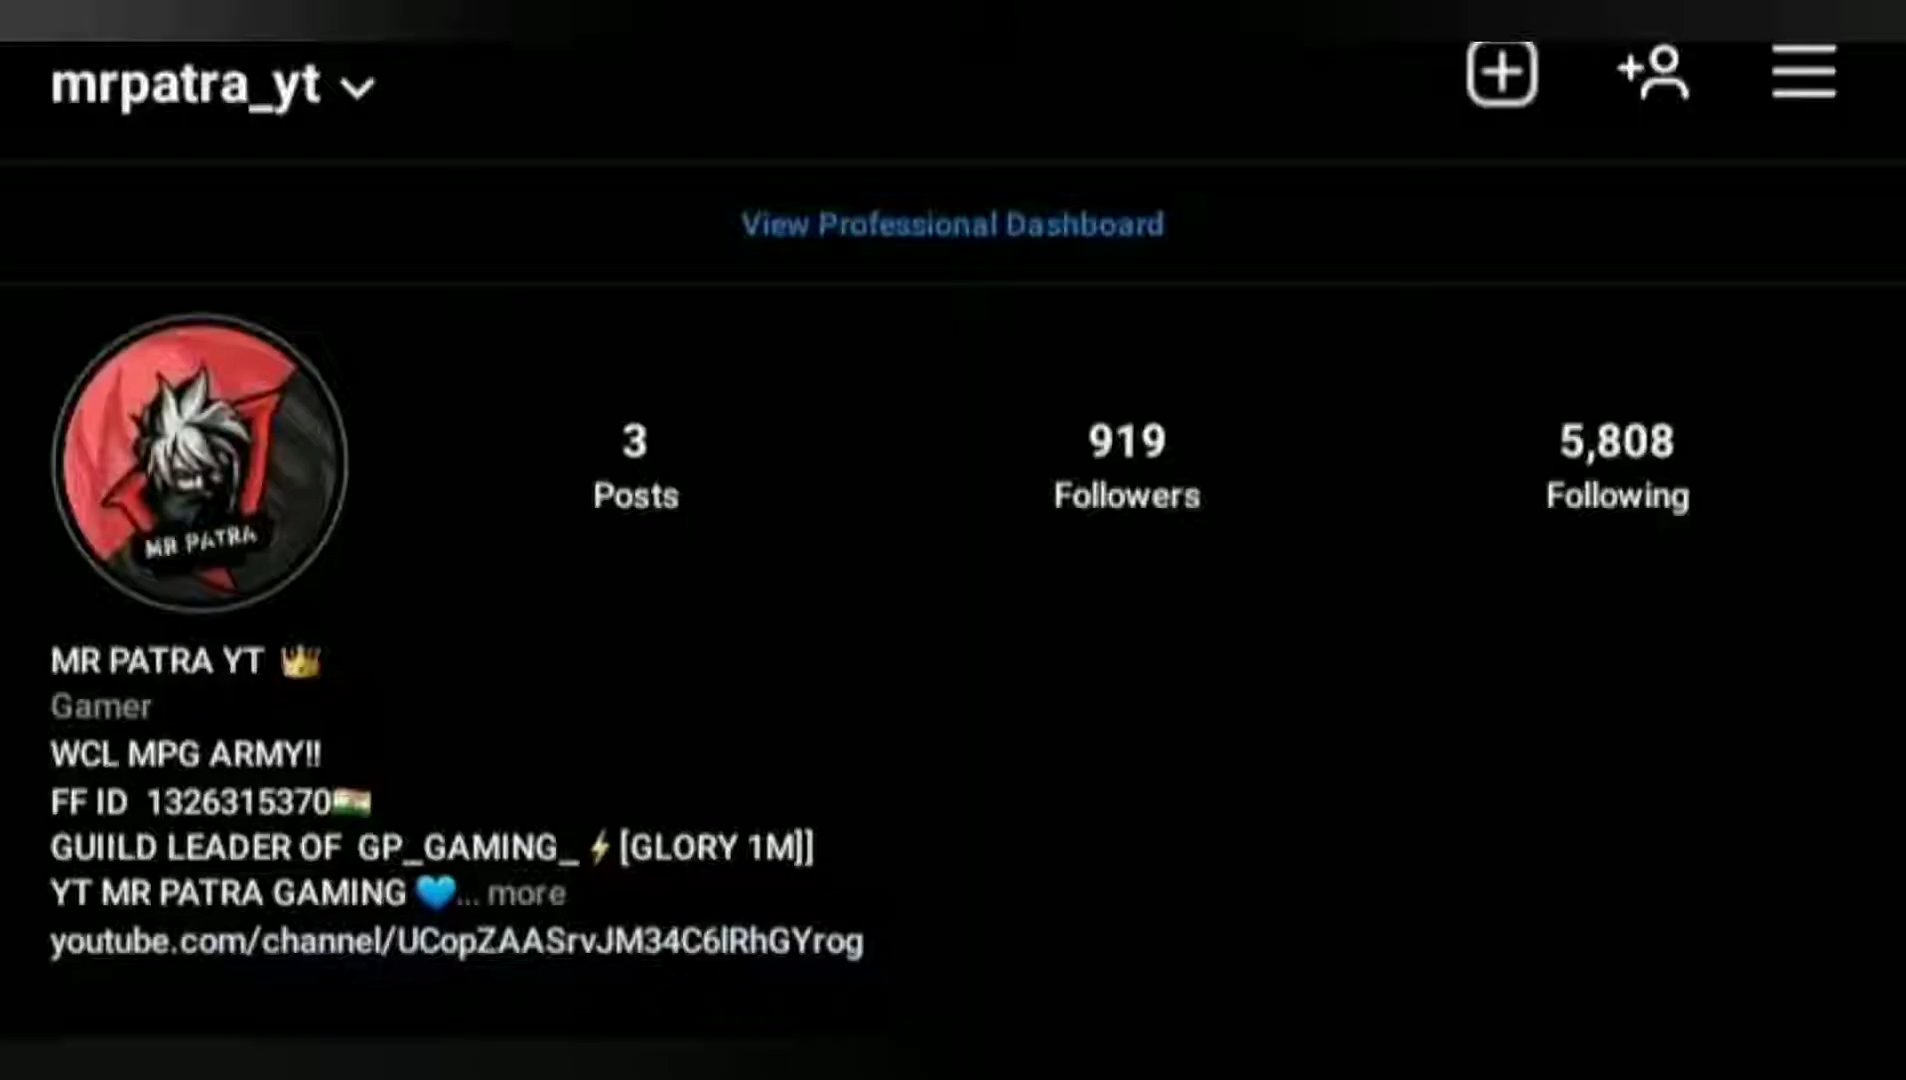 mrpatra_yt
View Professional Dashboard
MR PATRA
3
Posts
919
Followers
5,808
Following
MR PATRA YT 👑
Gamer
WCL MPG ARMY!!
FF ID 1326315370🇮🇳
GUIILD LEADER OF GP_GAMING_⚡[GLORY 1M]]
YT MR PATRA GAMING 💙... more
youtube.com/channel/UCopZAASrvJM34C6lRhGYrog